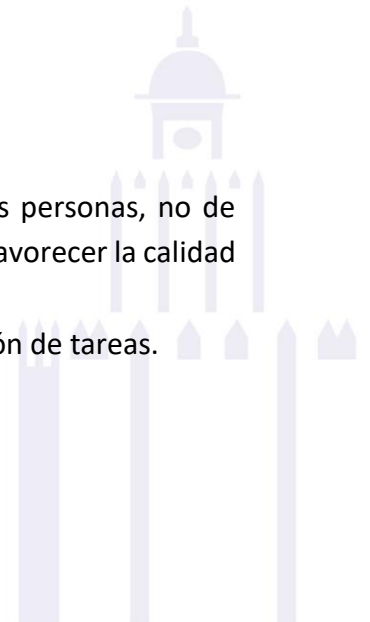 s personas, no de
avorecer la calidad
ón de tareas.